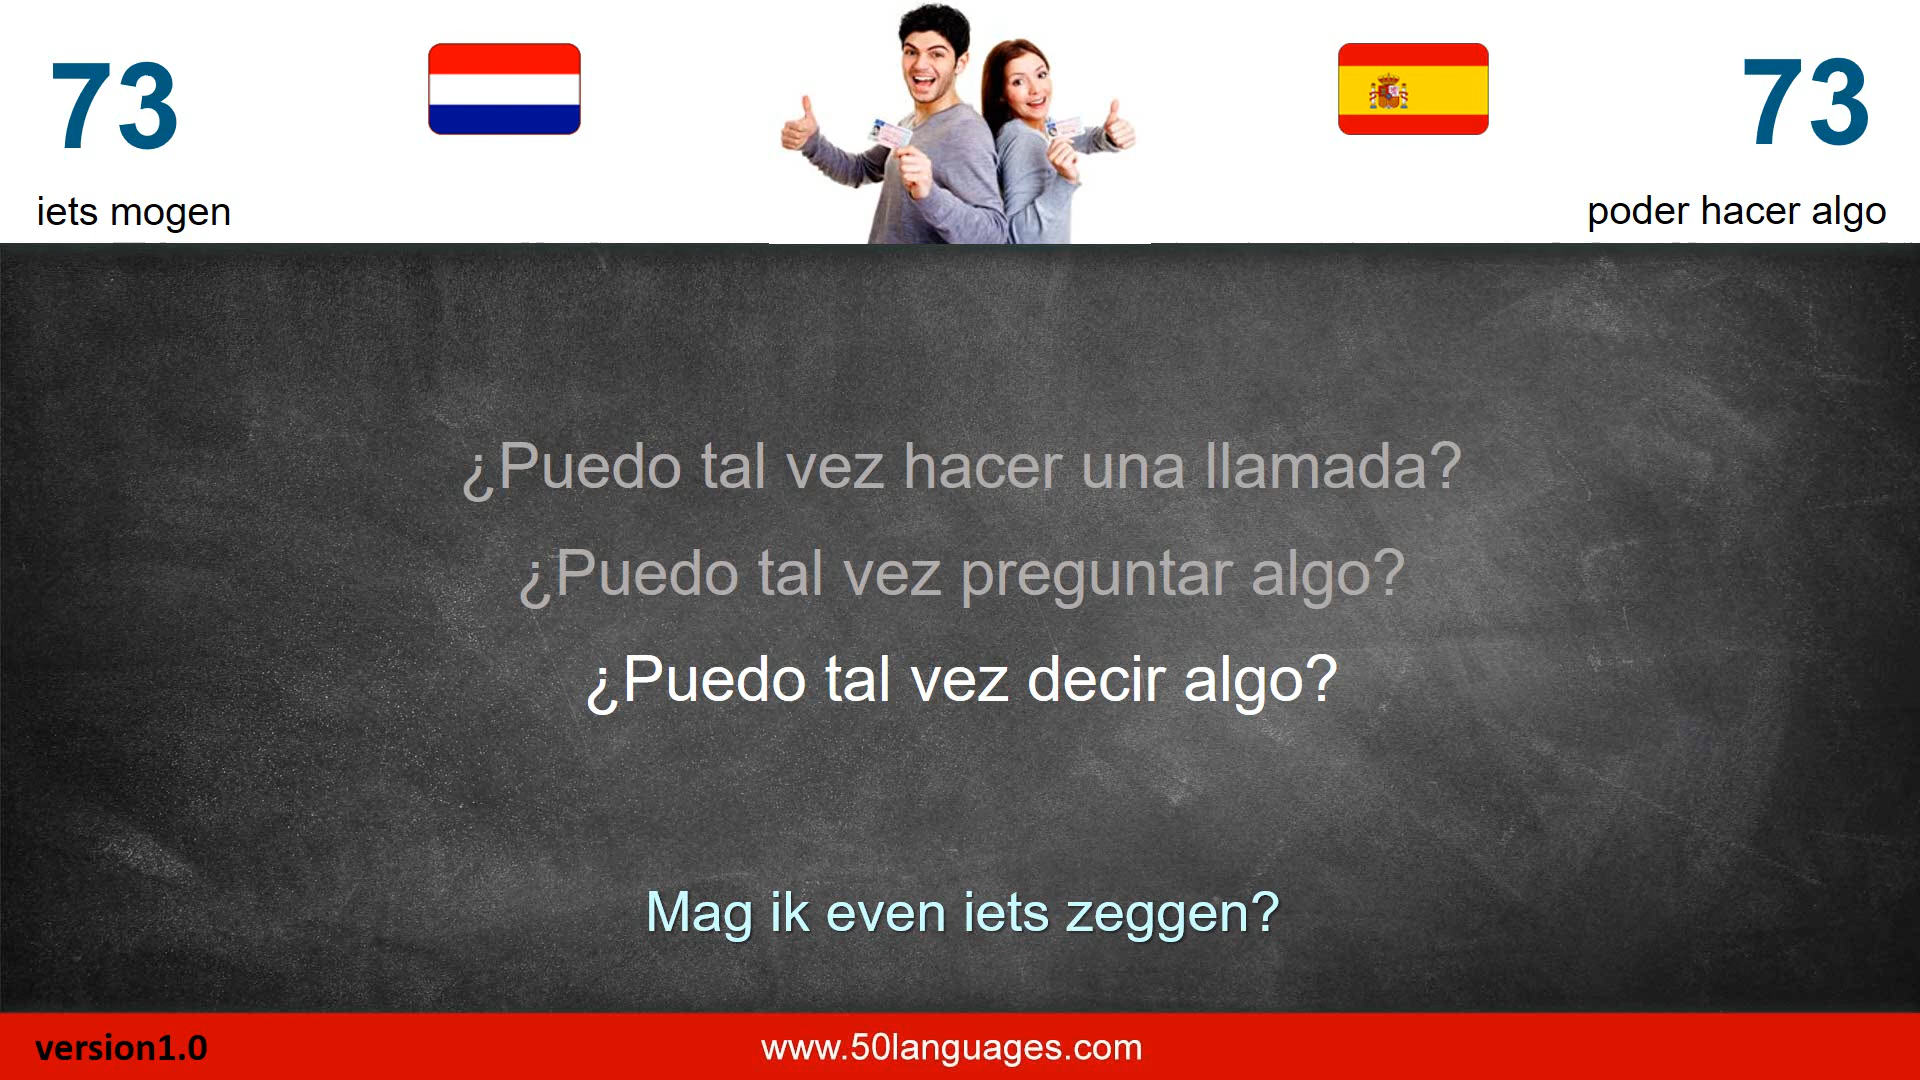 73
73
iets mogen
poder hacer algo
¿Puedo tal vez hacer una llamada?
¿Puedo tal vez preguntar algo?
¿Puedo tal vez decir algo?
Mag ik even iets zeggen?
version1.0
www.50languages.com